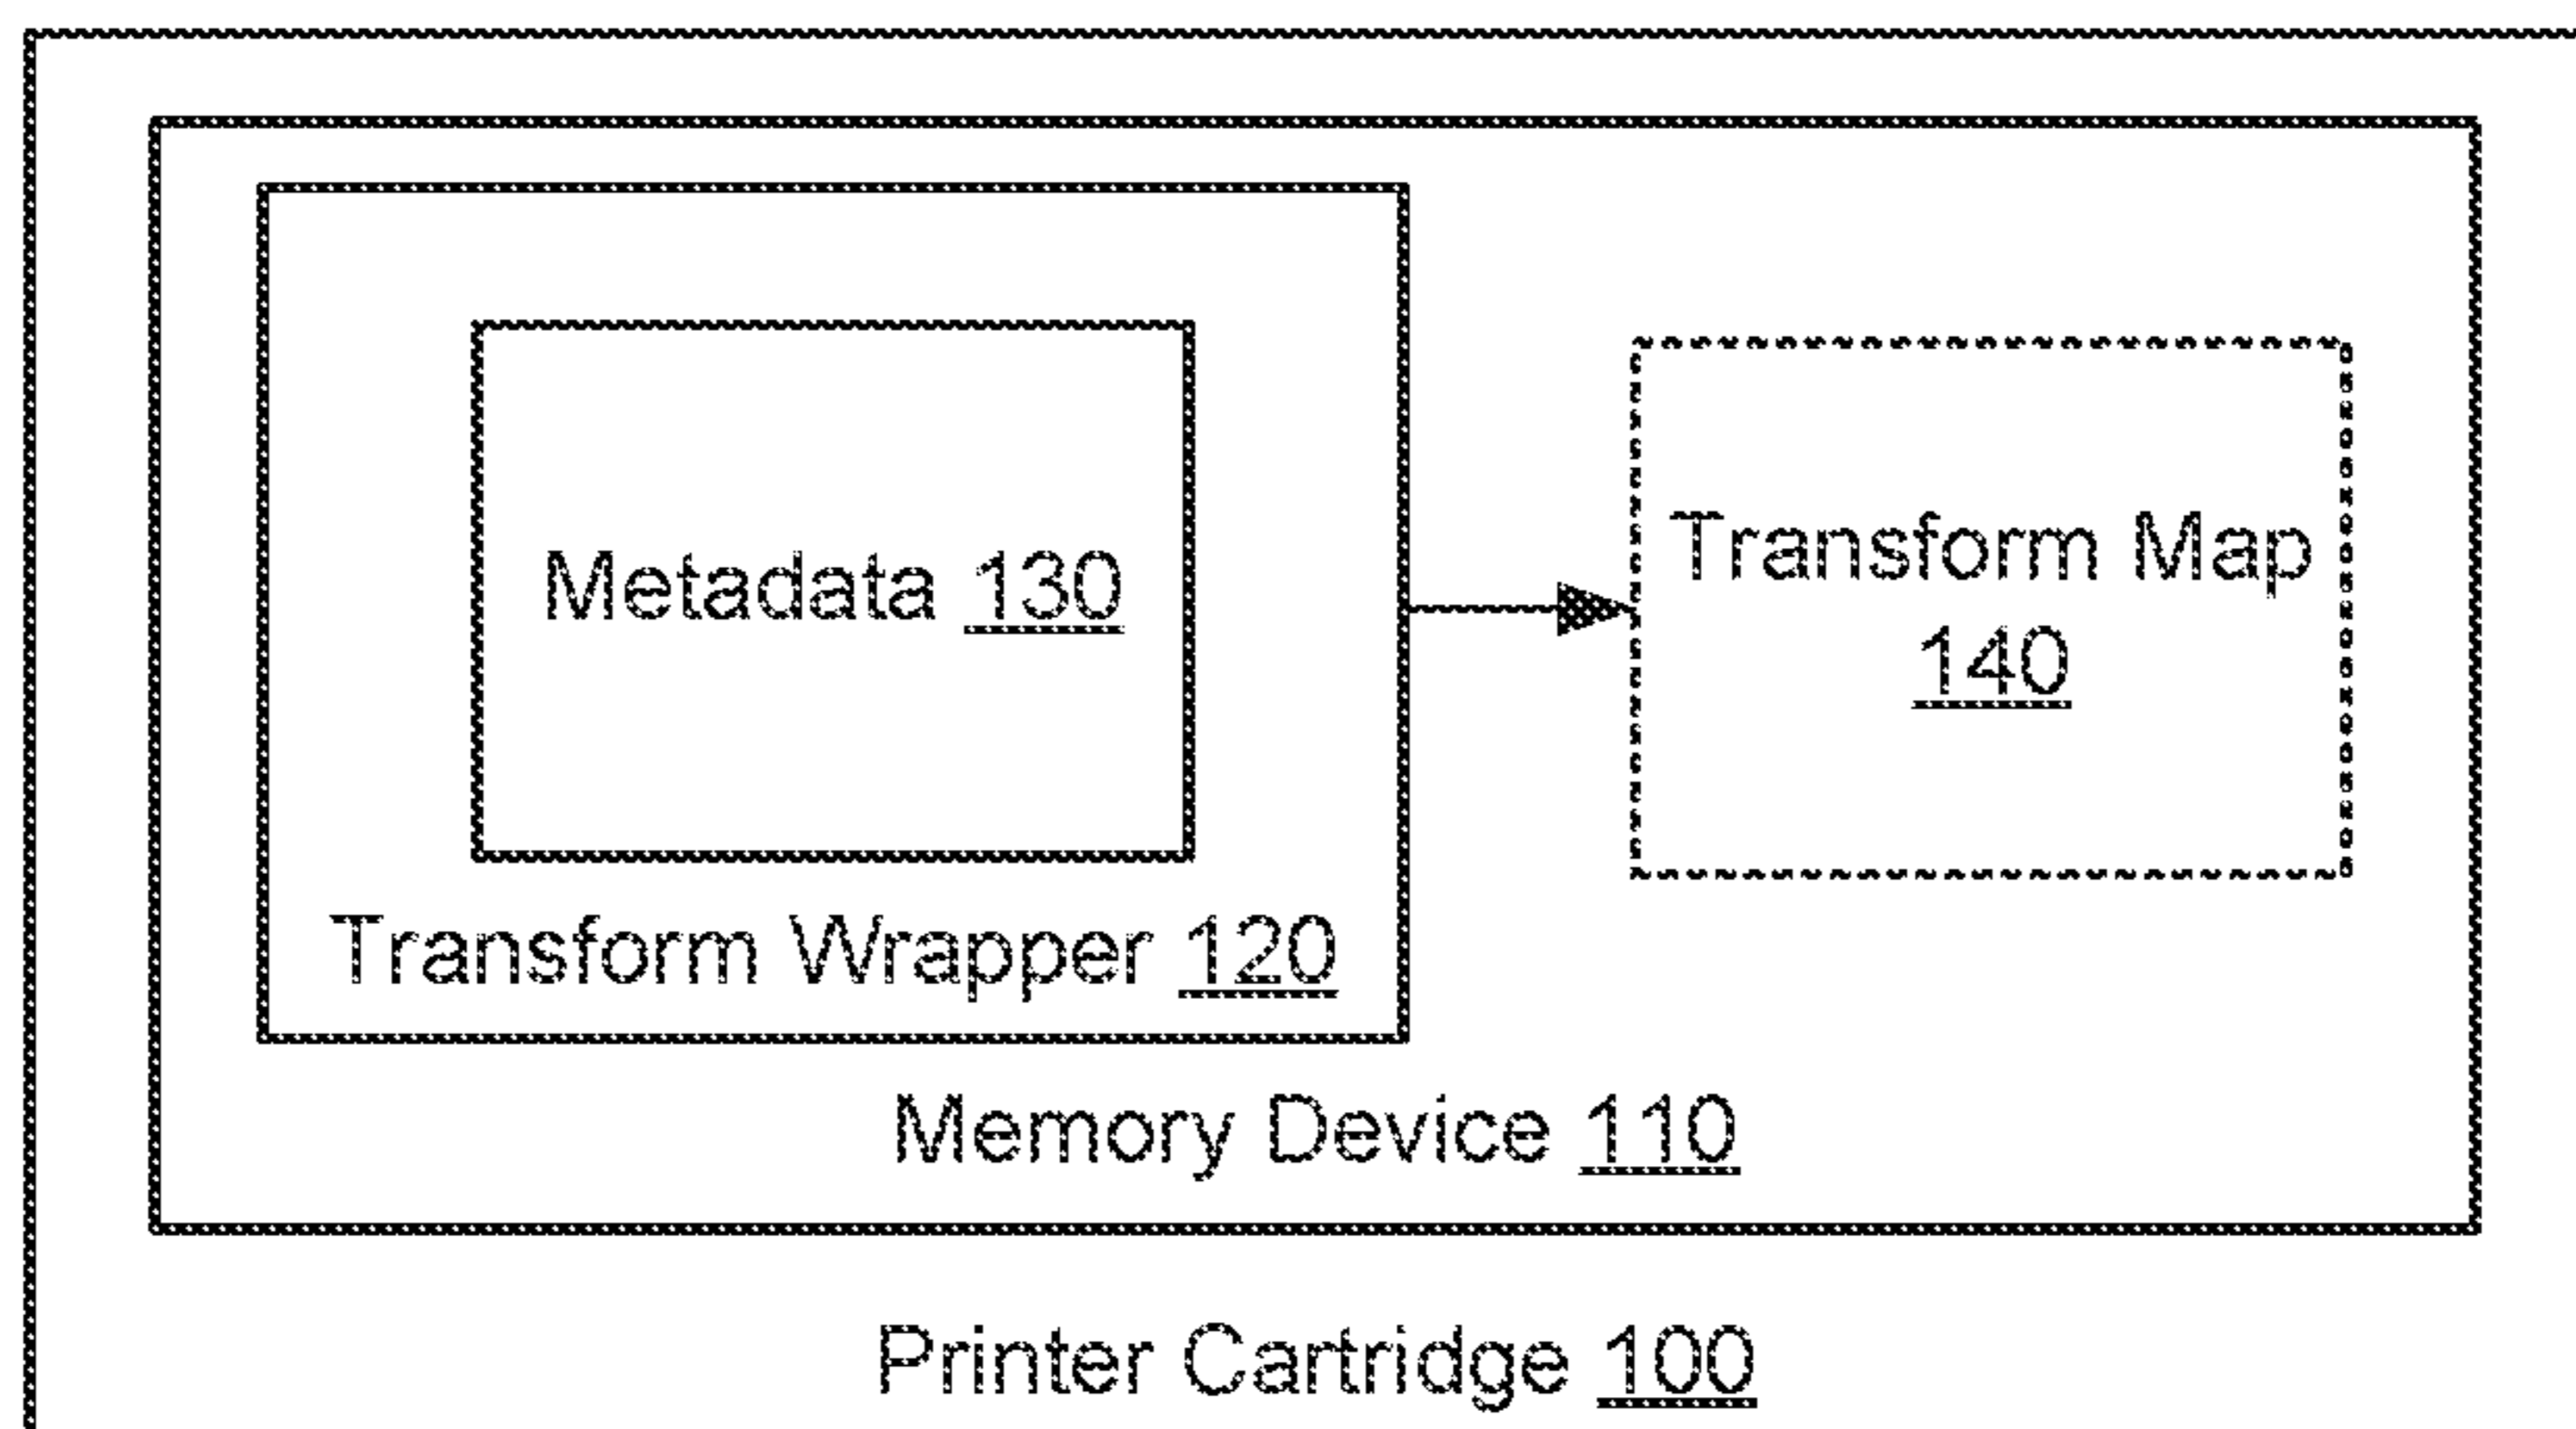 Metadata 130
Transform Map
140
Transform Wrapper 120
Memory Device 110
Printer Cartridge 100